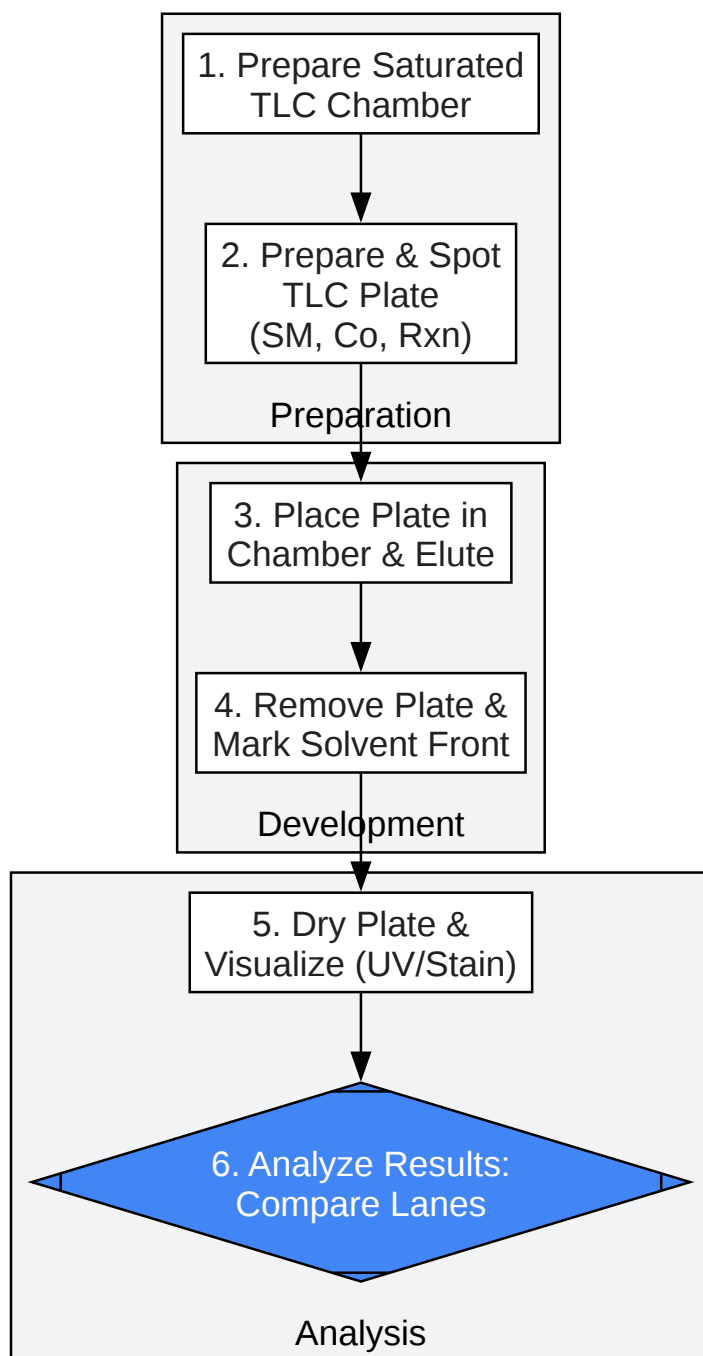 1. Prepare Saturated
TLC Chamber
2. Prepare & Spot
TLC Plate
(SM, Co, Rxn)
Preparation
3. Place Plate in
Chamber & Elute
4. Remove Plate &
Mark Solvent Front
Development
5. Dry Plate &
Visualize (UV/Stain)
6. Analyze Results:
Compare Lanes
Analysis